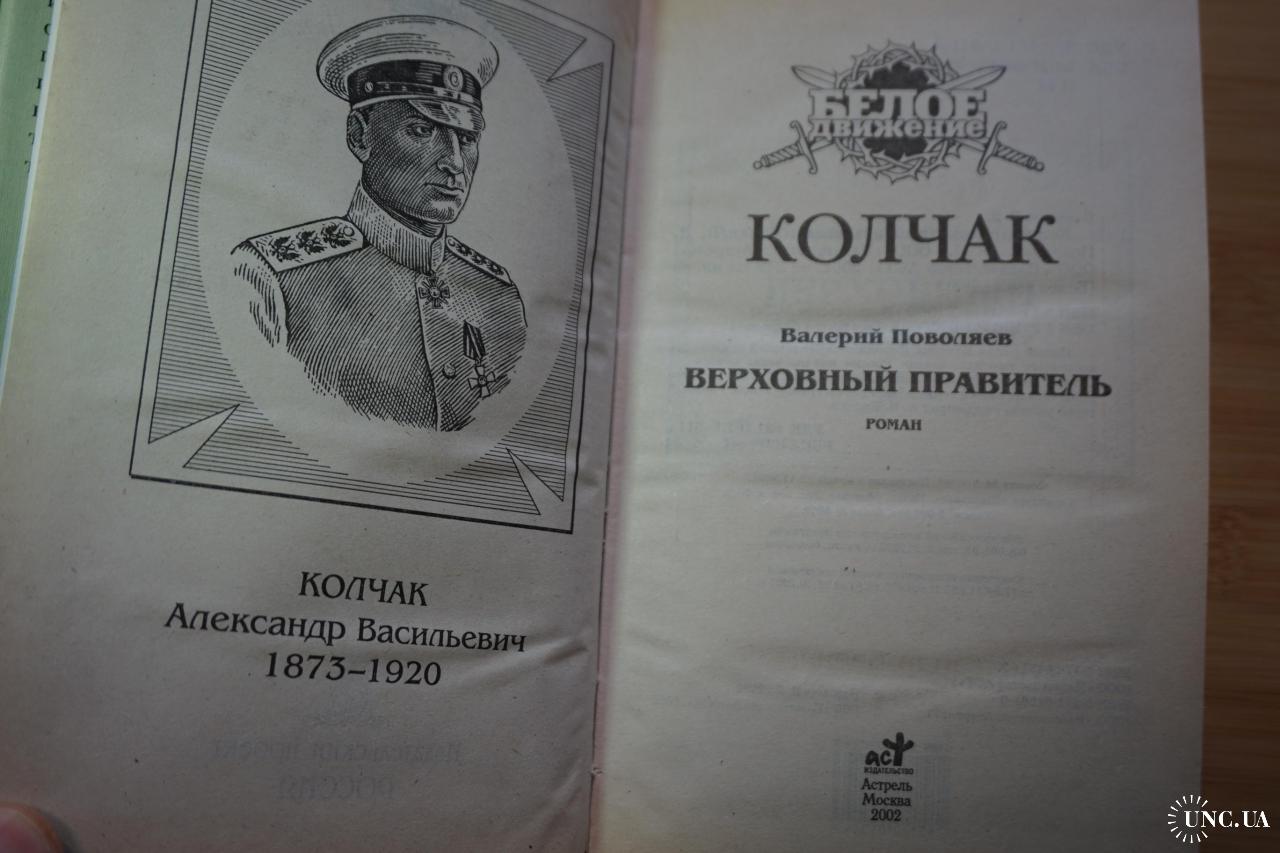 КОЛЧАК
Александр Васильевич
1873–1920
БЕЛОЕ
ДВИЖЕНИЕ
КОЛЧАК
Валерий Поволяев
ВЕРХОВНЫЙ ПРАВИТЕЛЬ
РОМАН
аст
ИЗДАТЕЛЬСТВО
Астрель
Москва
2002
UNC.UA